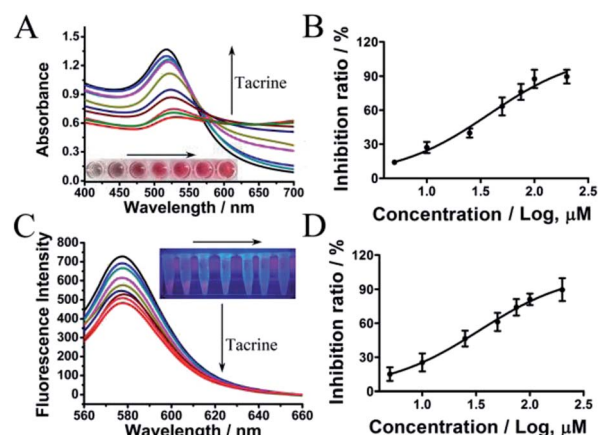 A
Absorbance
1.5
1.2
0.9
0.6
0.3
0.0
Tacrine
400 450 500 550 600 650 700
Wavelength / nm
B
Inhibition ratio / %
120
90
60
30
0
1.0 1.5 2.0 2.5
Concentration / Log, μM
C
Fluorescence Intensity
800
700
600
500
400
300
200
100
0
Tacrine
560 580 600 620 640 660
Wavelength / nm
D
Inhibition ratio / %
120
90
60
30
0
1.0 1.5 2.0 2.5
Concentration / Log, μM